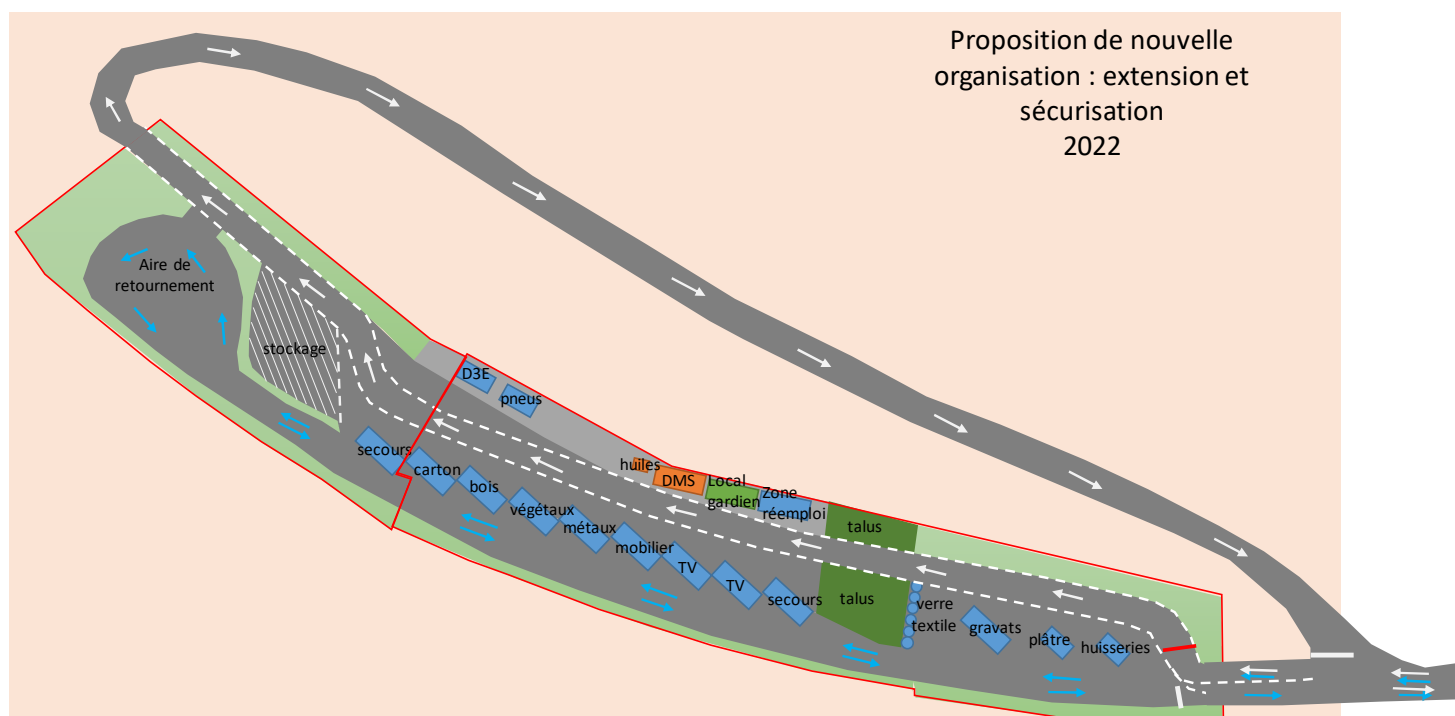 Proposition de nouvelle
organisation : extension et
sécurisation
2022
Aire de
retournement
stockage
D3E
pneus
secours
carton
bois
végétaux
métaux
mobilier
TV
TV
secours
huiles
DMS
Local
gardien
Zone
réemploi
talus
talus
verre
textile
gravats
plâtre
huisseries